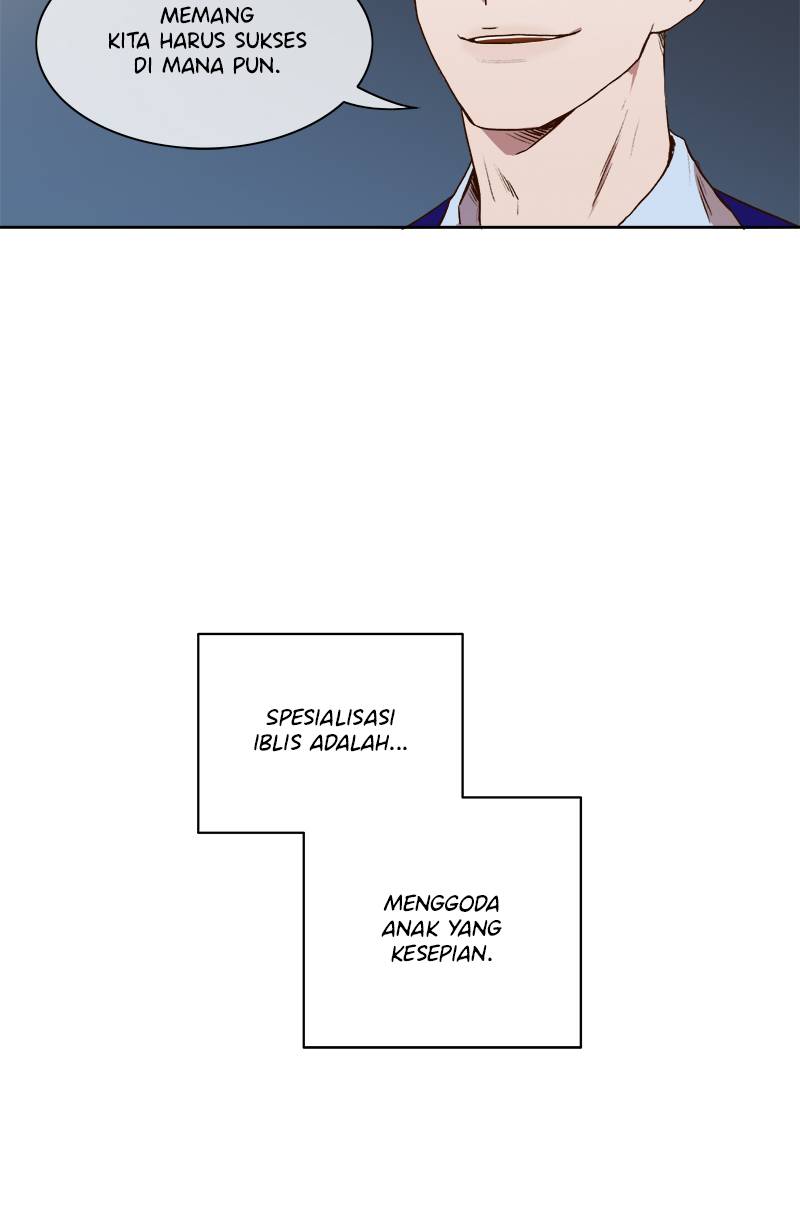 MEMANG
KITA HARUS SUKSES
DI MANA PUN.
SPESIALISASI
IBLIS ADALAH...
MENGGODA
ANAK YANG
KESEPIAN.